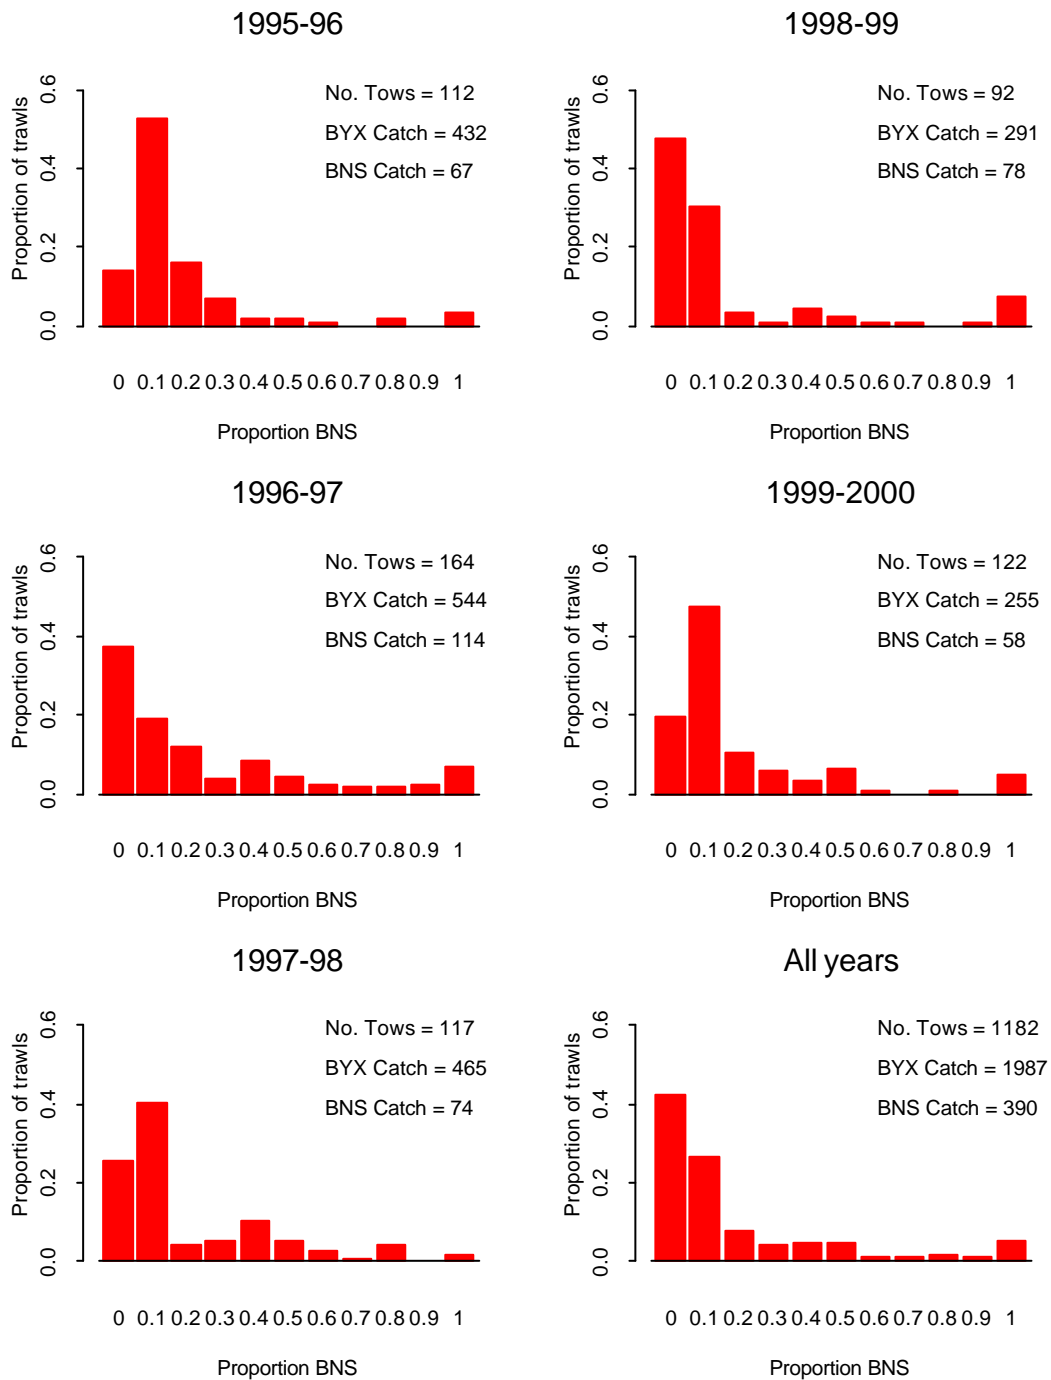 1995-96
No. Tows = 112
BYX Catch = 432
BNS Catch = 67
Proportion of trawls
0.6
0.4
0.2
0.0
0 0.1 0.2 0.3 0.4 0.5 0.6 0.7 0.8 0.9 1
Proportion BNS
1998-99
No. Tows = 92
BYX Catch = 291
BNS Catch = 78
Proportion of trawls
0.6
0.4
0.2
0.0
0 0.1 0.2 0.3 0.4 0.5 0.6 0.7 0.8 0.9 1
Proportion BNS
1996-97
No. Tows = 164
BYX Catch = 544
BNS Catch = 114
Proportion of trawls
0.6
0.4
0.2
0.0
0 0.1 0.2 0.3 0.4 0.5 0.6 0.7 0.8 0.9 1
Proportion BNS
1999-2000
No. Tows = 122
BYX Catch = 255
BNS Catch = 58
Proportion of trawls
0.6
0.4
0.2
0.0
0 0.1 0.2 0.3 0.4 0.5 0.6 0.7 0.8 0.9 1
Proportion BNS
1997-98
No. Tows = 117
BYX Catch = 465
BNS Catch = 74
Proportion of trawls
0.6
0.4
0.2
0.0
0 0.1 0.2 0.3 0.4 0.5 0.6 0.7 0.8 0.9 1
Proportion BNS
All years
No. Tows = 1182
BYX Catch = 1987
BNS Catch = 390
Proportion of trawls
0.6
0.4
0.2
0.0
0 0.1 0.2 0.3 0.4 0.5 0.6 0.7 0.8 0.9 1
Proportion BNS